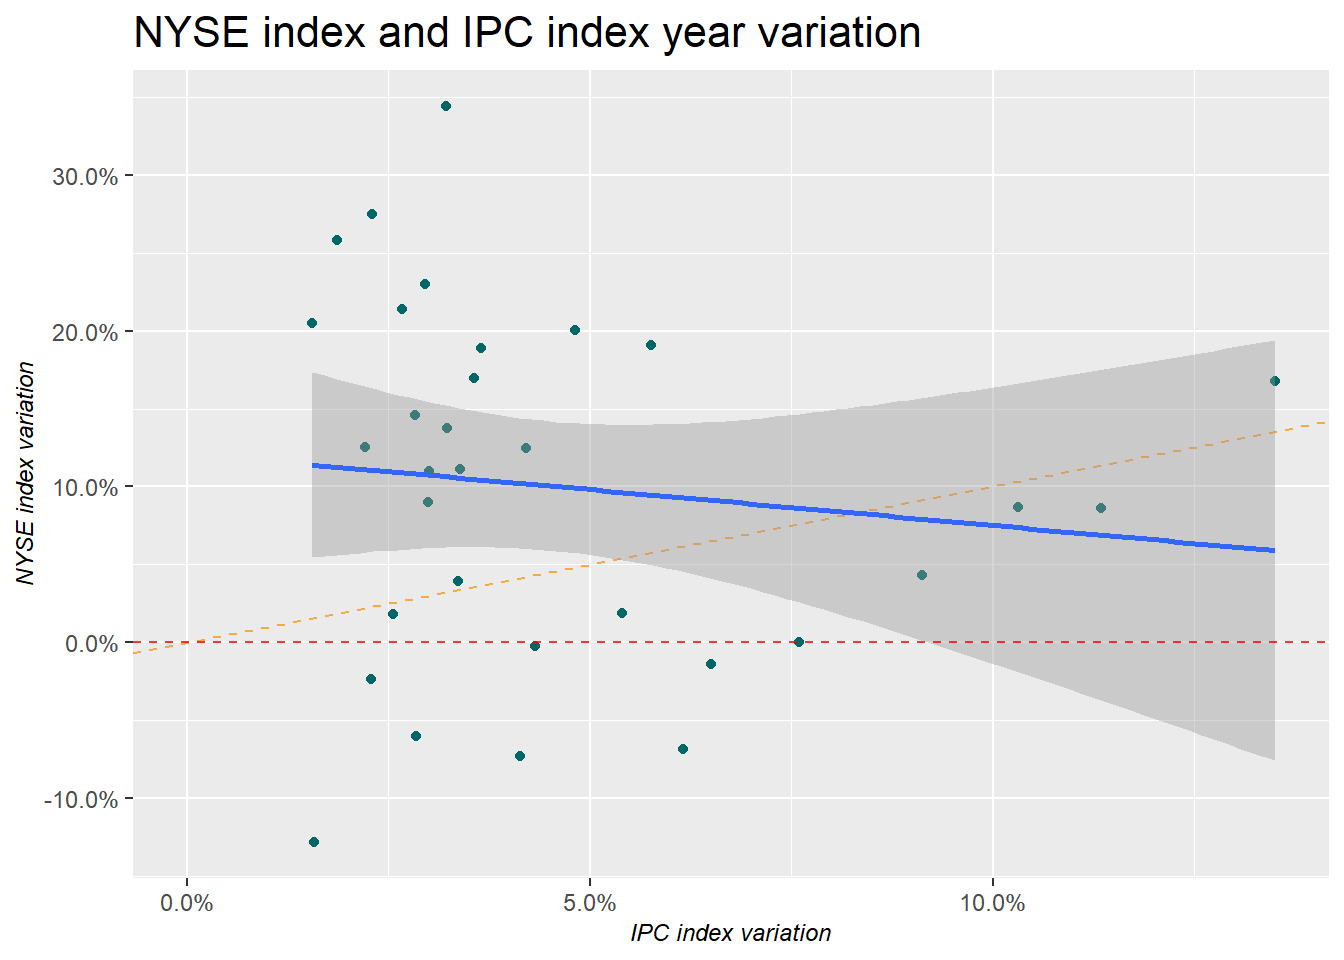 NYSE index and IPC index year variation
30.0%
20.0%
10.0%
0.0%
-10.0%
NYSE index variation
0.0% 5.0% 10.0%
IPC index variation